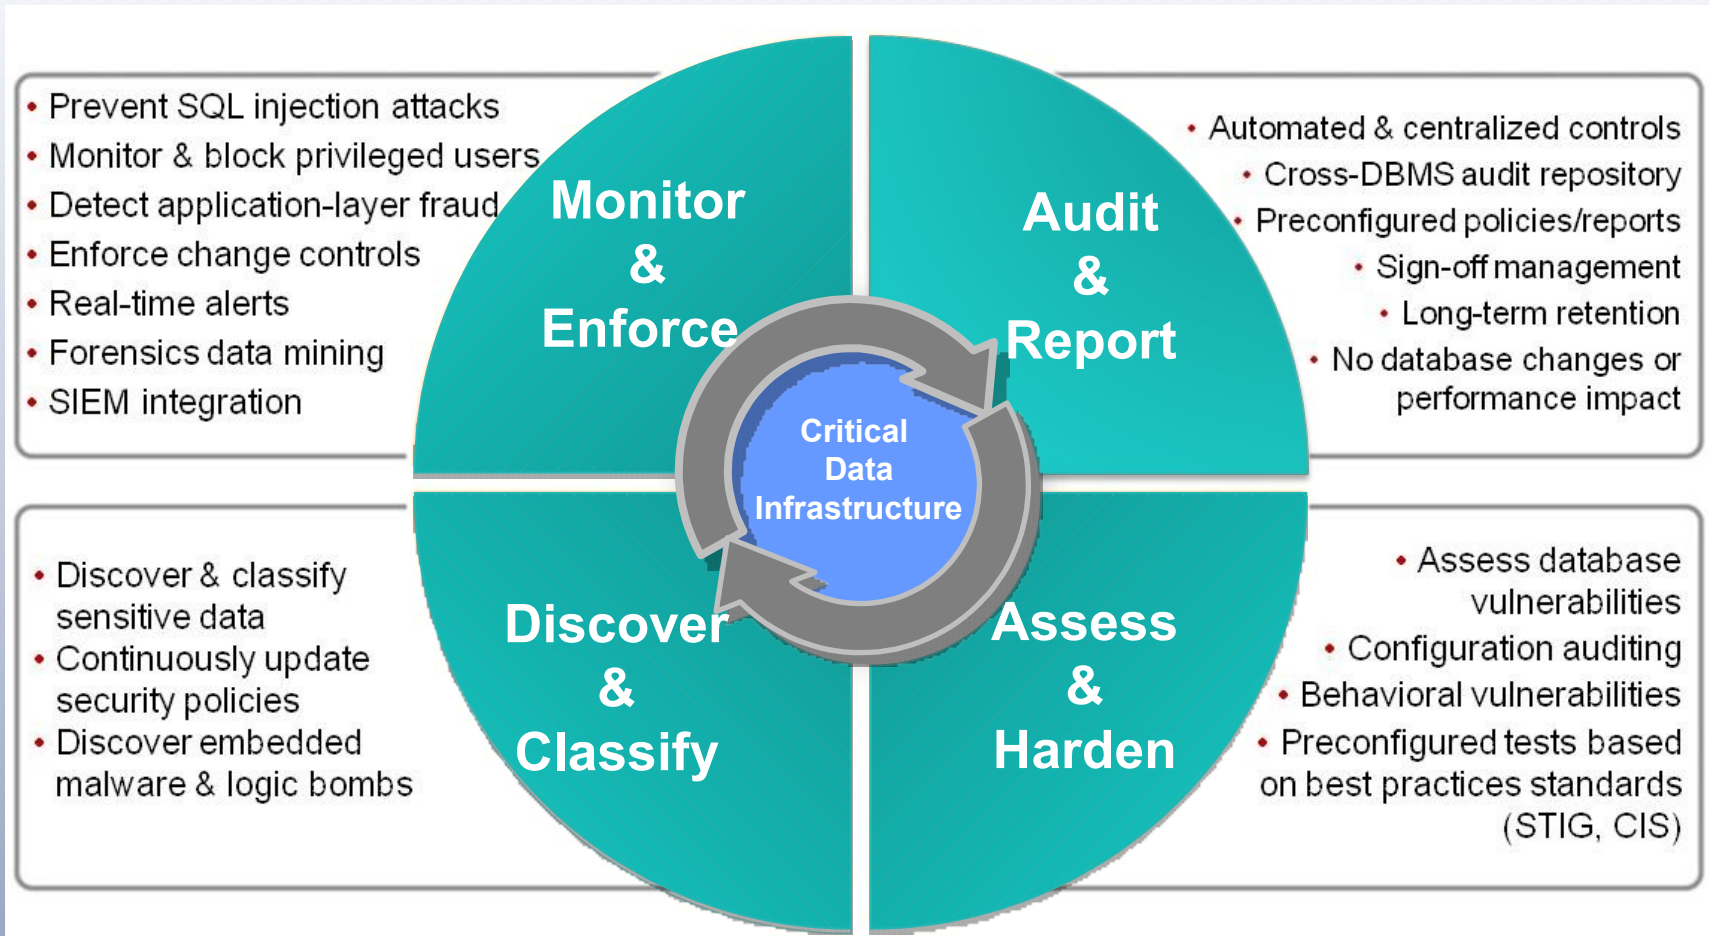 • Prevent SQL injection attacks
• Monitor & block privileged users
• Detect application-layer fraud
• Enforce change controls
• Real-time alerts
• Forensics data mining
• SIEM integration
Monitor
&
Enforce
Audit
&
Report
• Automated & centralized controls
• Cross-DBMS audit repository
• Preconfigured policies/reports
• Sign-off management
• Long-term retention
• No database changes or
performance impact
Critical
Data
Infrastructure
• Discover & classify
sensitive data
• Continuously update
security policies
• Discover embedded
malware & logic bombs
Discover
&
Classify
Assess
&
Harden
• Assess database
vulnerabilities
• Configuration auditing
• Behavioral vulnerabilities
• Preconfigured tests based
on best practices standards
(STIG, CIS)